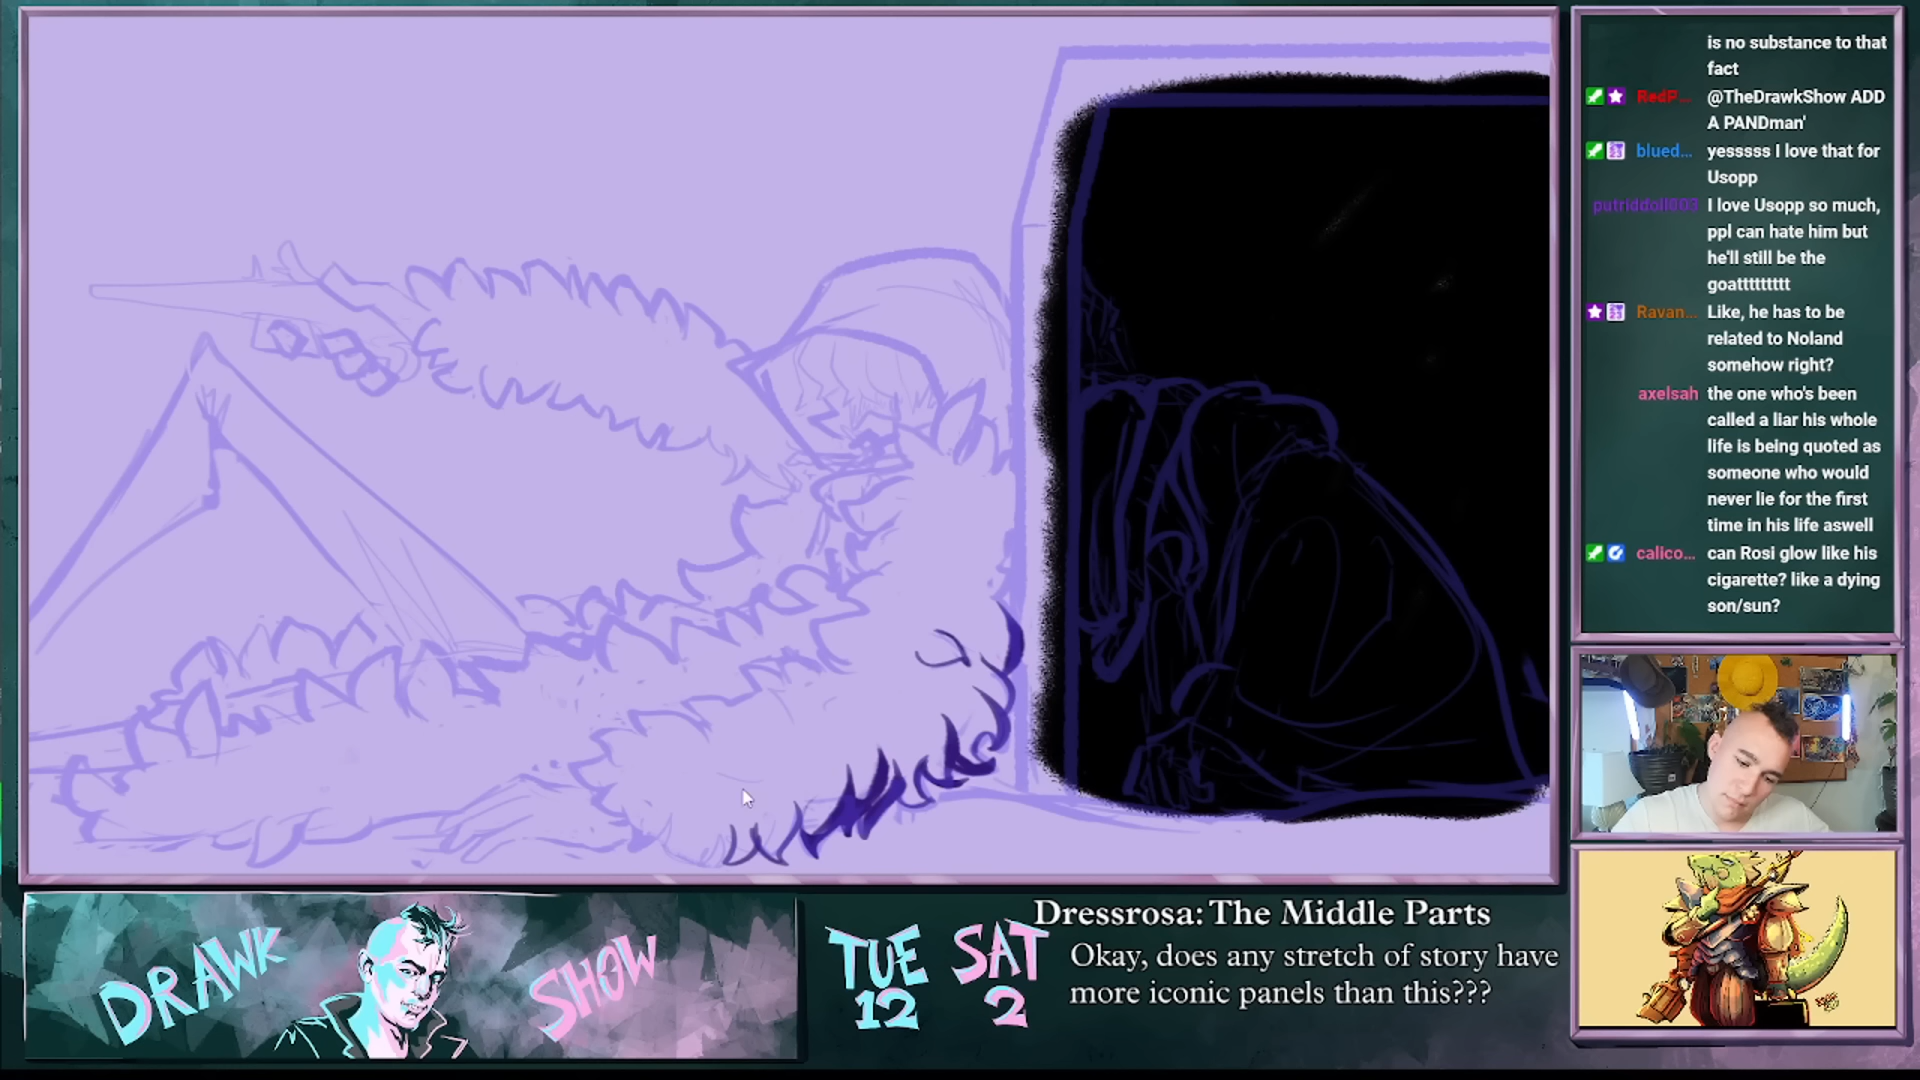 is no substance to that
fact
RedP... @TheDrawkShow ADD
A PANDman'
blued... yesssss I love that for
Usopp
putriddoll003 I love Usopp so much,
ppl can hate him but
he'll still be the
goatttttttttt
Ravan... Like, he has to be
related to Noland
somehow right?
axelsah the one who's been
called a liar his whole
life is being quoted as
someone who would
never lie for the first
time in his life aswell
calico... can Rosi glow like his
cigarette? like a dying
son/sun?
DRAWK SHOW
TUE SAT
12 2
Dressrosa: The Middle Parts
Okay, does any stretch of story have
more iconic panels than this???